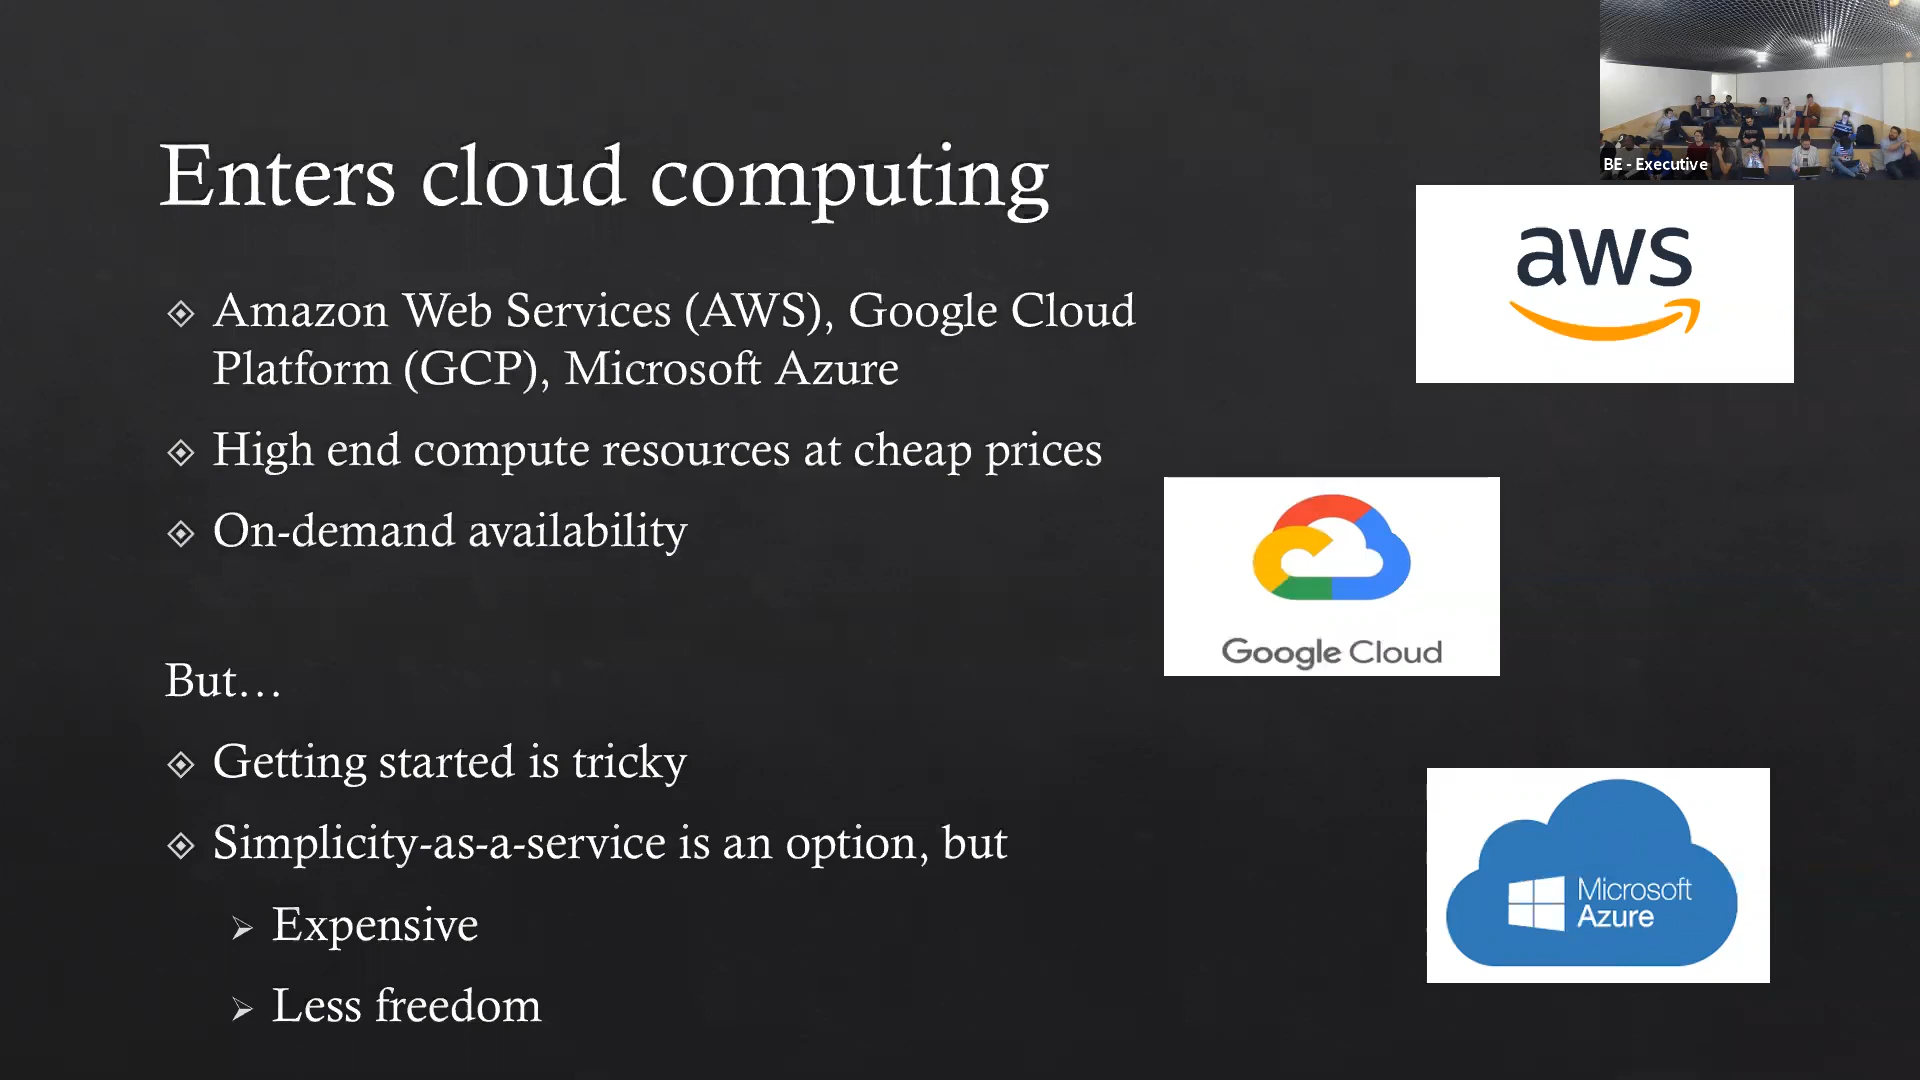 BE - Executive
Enters cloud computing
Amazon Web Services (AWS), Google Cloud
Platform (GCP), Microsoft Azure
High end compute resources at cheap prices
On-demand availability
But…
Getting started is tricky
Simplicity-as-a-service is an option, but
Expensive
Less freedom
aws
Google Cloud
Microsoft
Azure